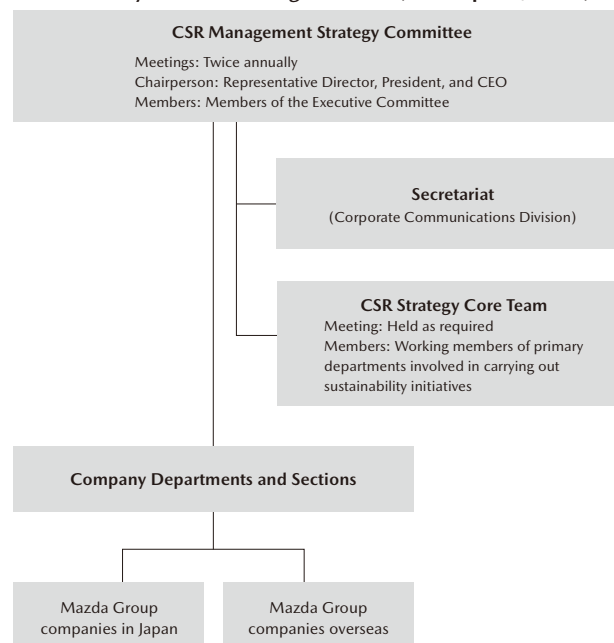 CSR Management Strategy Committee
Meetings: Twice annually
Chairperson: Representative Director, President, and CEO
Members: Members of the Executive Committee
Secretariat
(Corporate Communications Division)
CSR Strategy Core Team
Meeting: Held as required
Members: Working members of primary
departments involved in carrying out
sustainability initiatives
Company Departments and Sections
Mazda Group
companies in Japan
Mazda Group
companies overseas